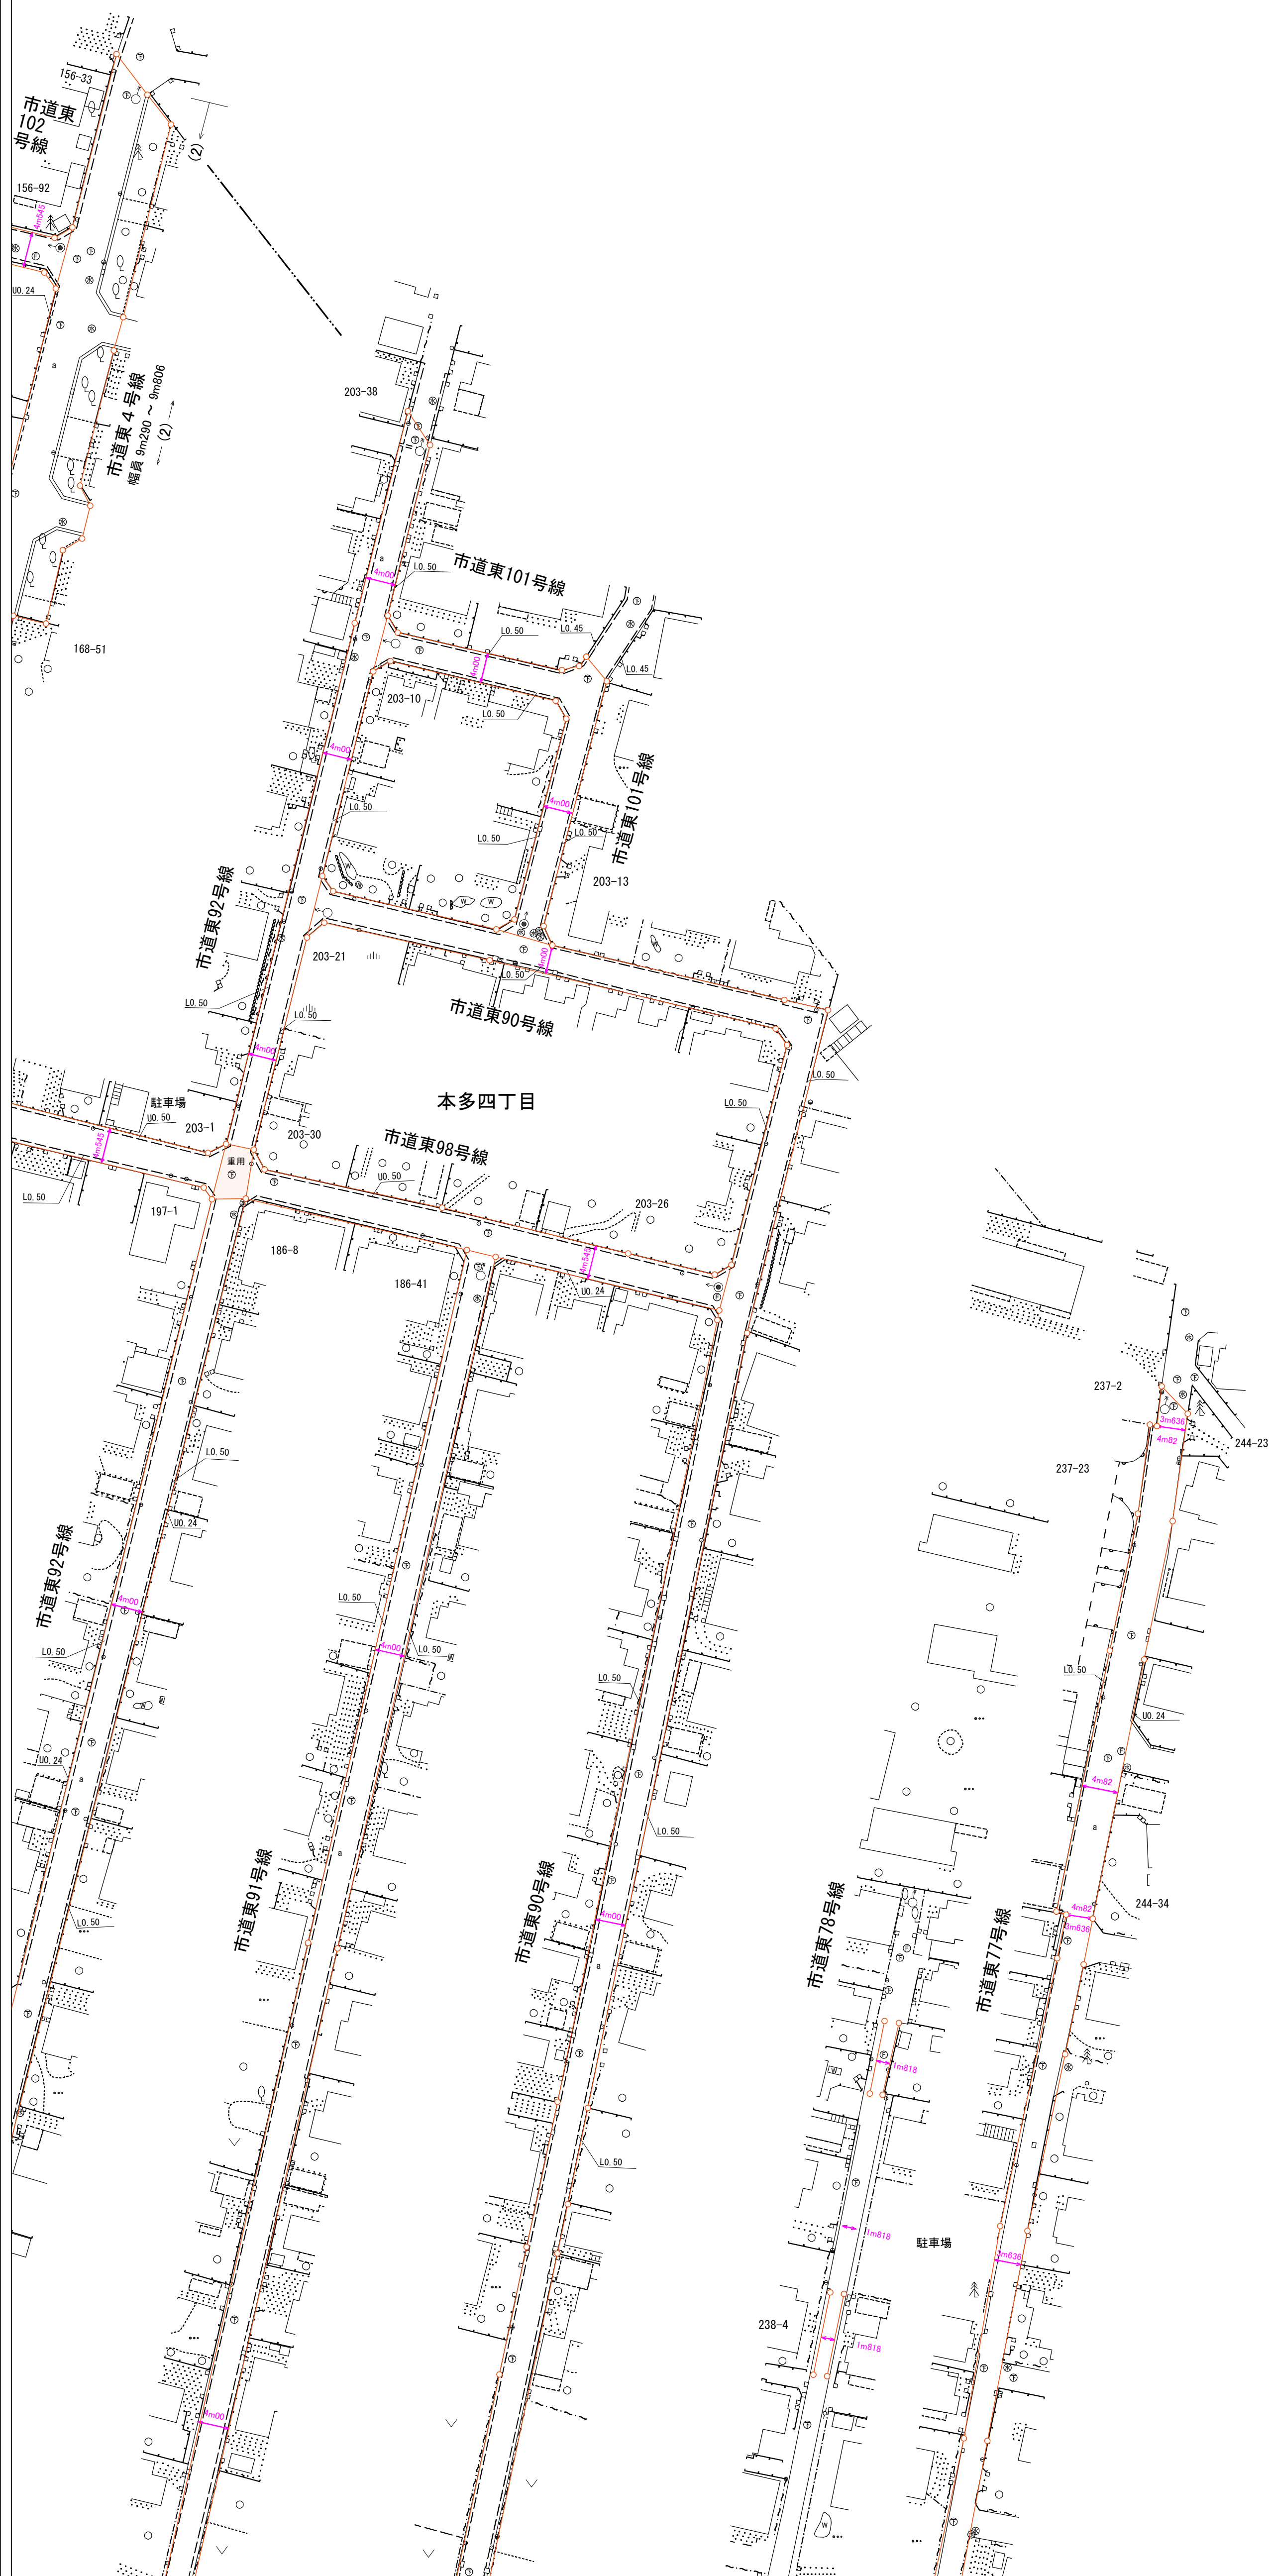 156-33
市道東
102
号線
(2)
156-92
4m545
U0.24
a
市道東４号線
幅員 9m290 ～ 9m806
(2)
203-38
168-51
a
4m00
L0.50
市道東101号線
L0.50
L0.45
L0.45
4m00
203-10
L0.50
4m00
L0.50
4m00
L0.50
L0.50
市道東101号線
203-13
W
W
W
W
市道東92号線
203-21
4m00
L0.50
L0.50
市道東90号線
L0.50
4m00
L0.50
L0.50
本多四丁目
駐車場
U0.50
203-1
203-30
市道東98号線
4m545
重用
L0.50
U0.50
197-1
203-26
186-8
186-41
4m545
U0.24
237-2
3m636
4m82
244-23
237-23
L0.50
U0.24
市道東92号線
4m00
L0.50
L0.50
4m00
L0.50
W
L0.50
L0.50
U0.24
U0.24
a
4m82
a
a
L0.50
市道東91号線
市道東90号線
市道東78号線
市道東77号線
4m82
3m636
244-34
L0.50
4m00
a
1m818
W
L0.50
1m818
駐車場
3m636
238-4
1m818
4m00
W